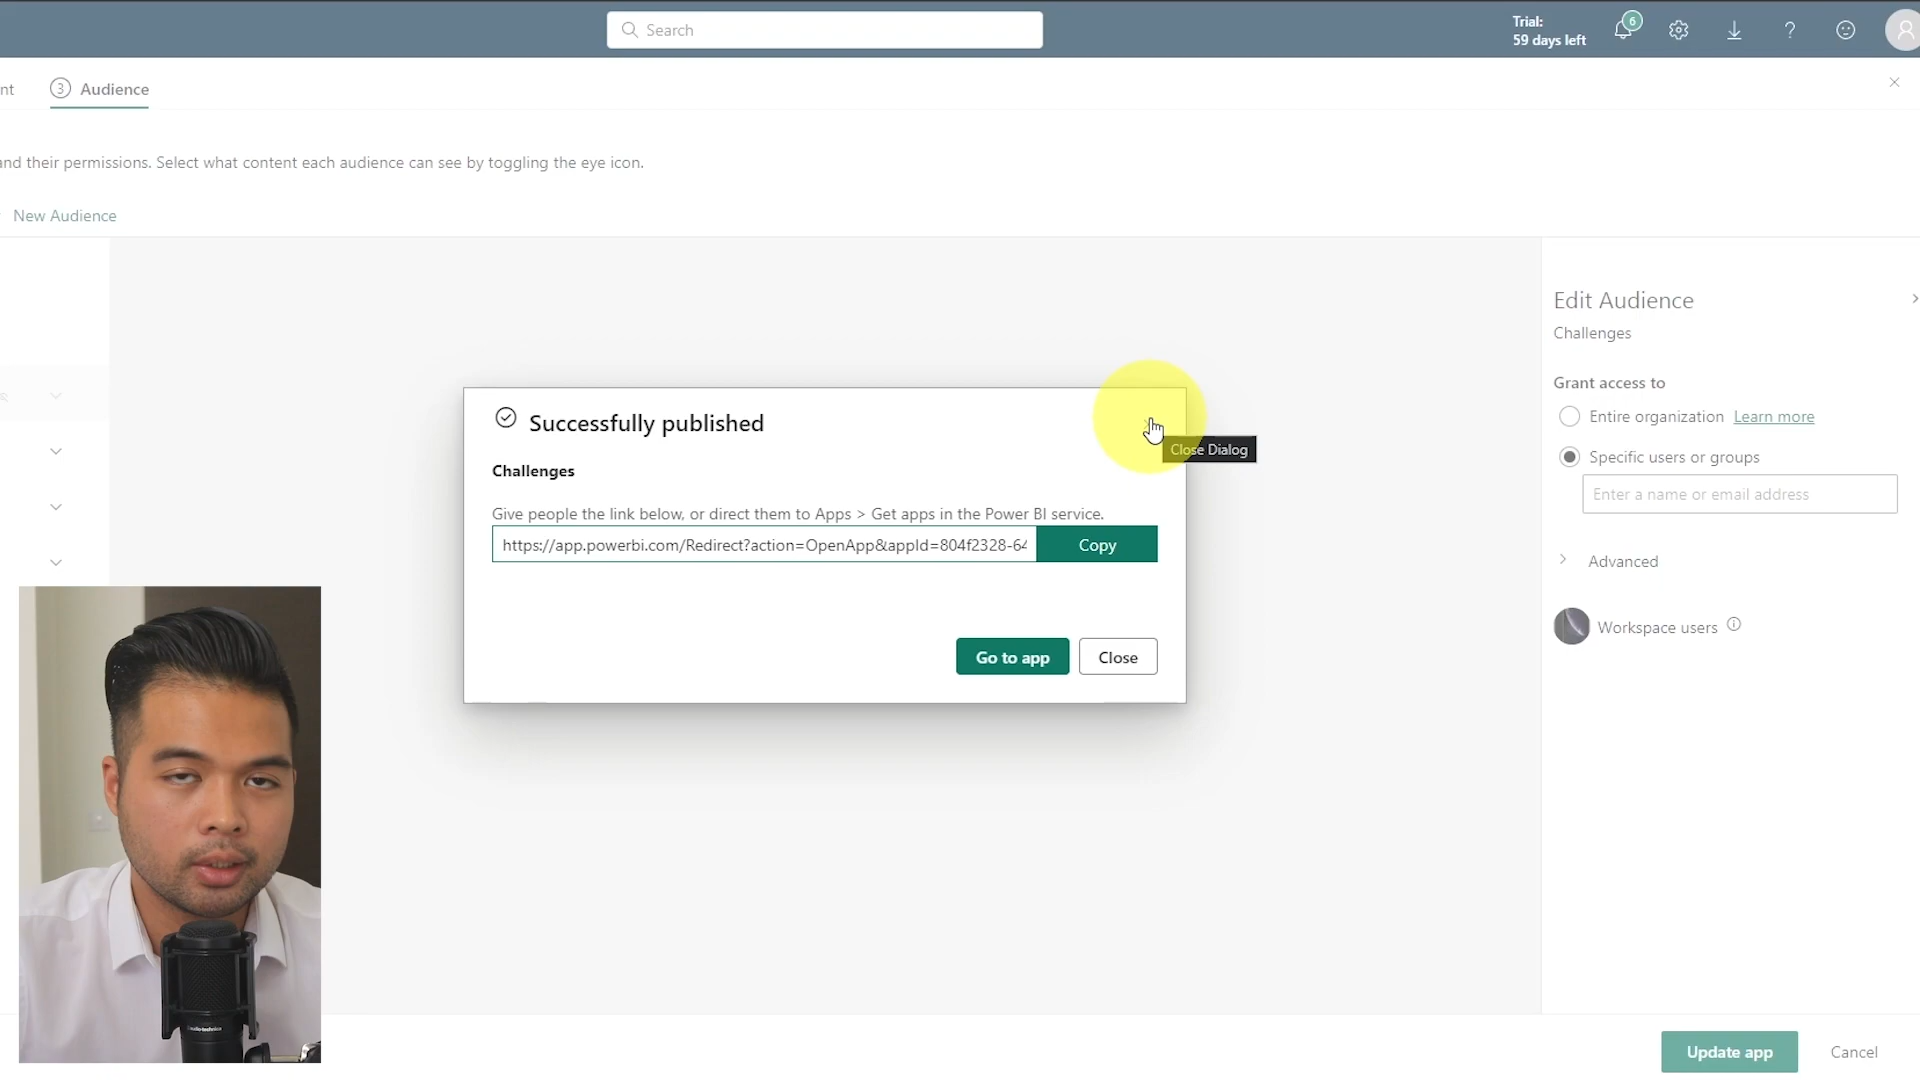 Search
Trial:
59 days left
6
nt
3 Audience
and their permissions. Select what content each audience can see by toggling the eye icon.
New Audience
Edit Audience
Challenges
Grant access to
Entire organization Learn more
Specific users or groups
Enter a name or email address
Advanced
Workspace users
Successfully published
Close Dialog
Challenges
Give people the link below, or direct them to Apps > Get apps in the Power BI service.
https://app.powerbi.com/Redirect?action=OpenApp&appId=804f2328-64
Copy
Go to app
Close
audio-technica
Update app
Cancel